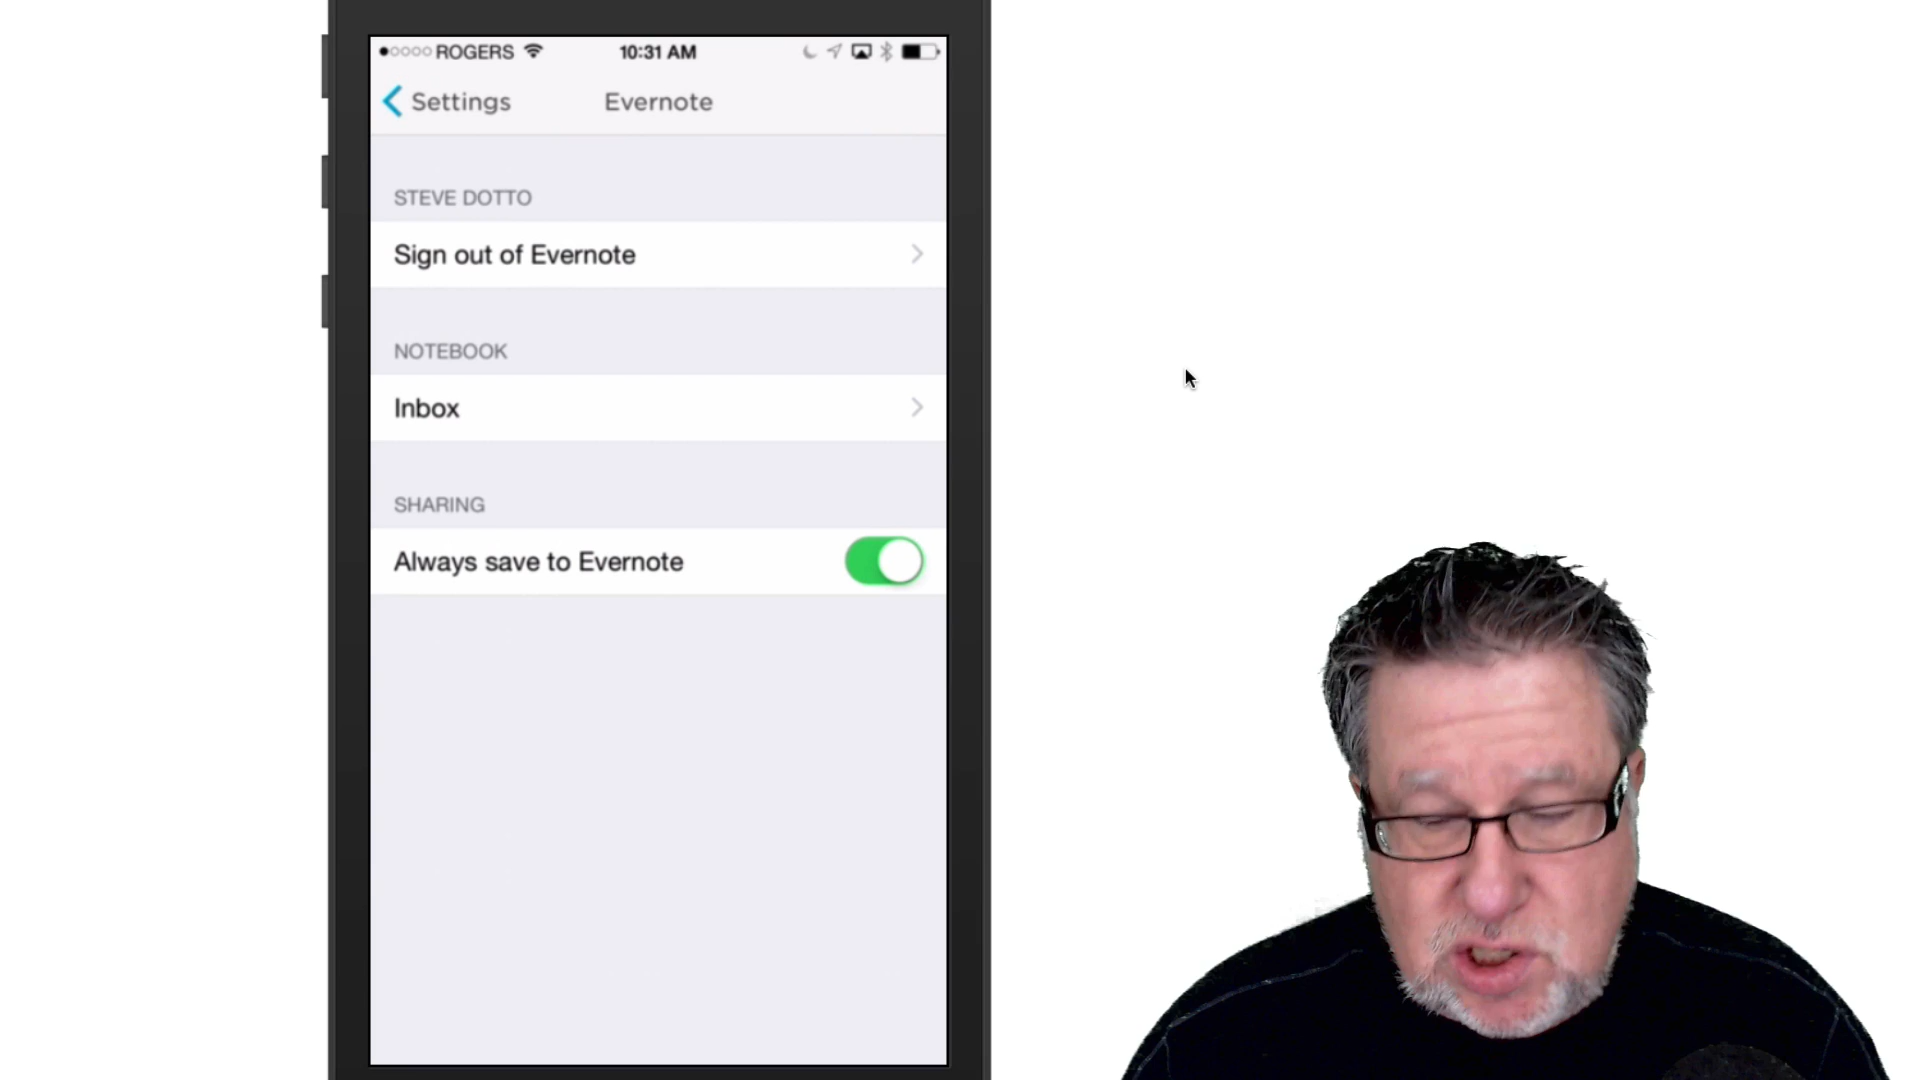 ROGERS 10:31 AM
Settings Evernote
STEVE DOTTO
Sign out of Evernote
NOTEBOOK
Inbox
SHARING
Always save to Evernote